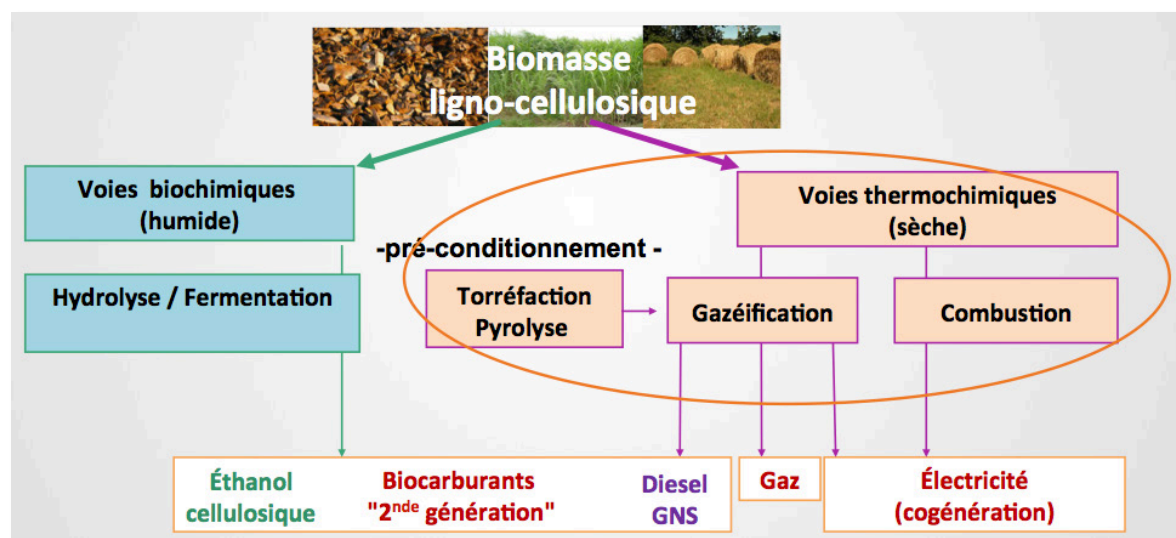 Biomasse
ligno-cellulosique
Voies biochimiques
(humide)
Voies thermochimiques
(sèche)
-pré-conditionnement -
Hydrolyse / Fermentation
Torréfaction
Pyrolyse
Gazéification
Combustion
Éthanol
cellulosique
Biocarburants
"2nde génération"
Diesel
GNS
Gaz
Électricité
(cogénération)